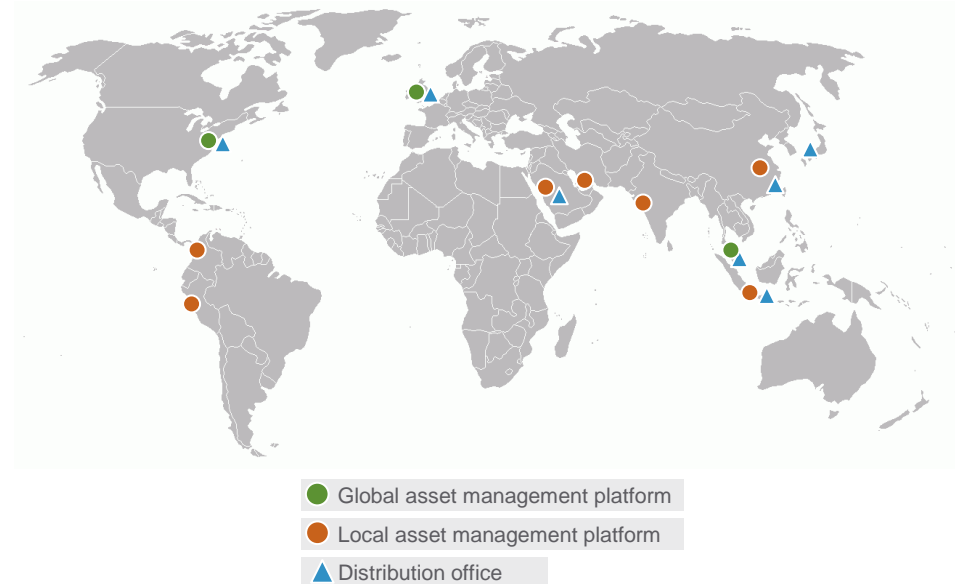 Global asset management platform
Local asset management platform
Distribution office